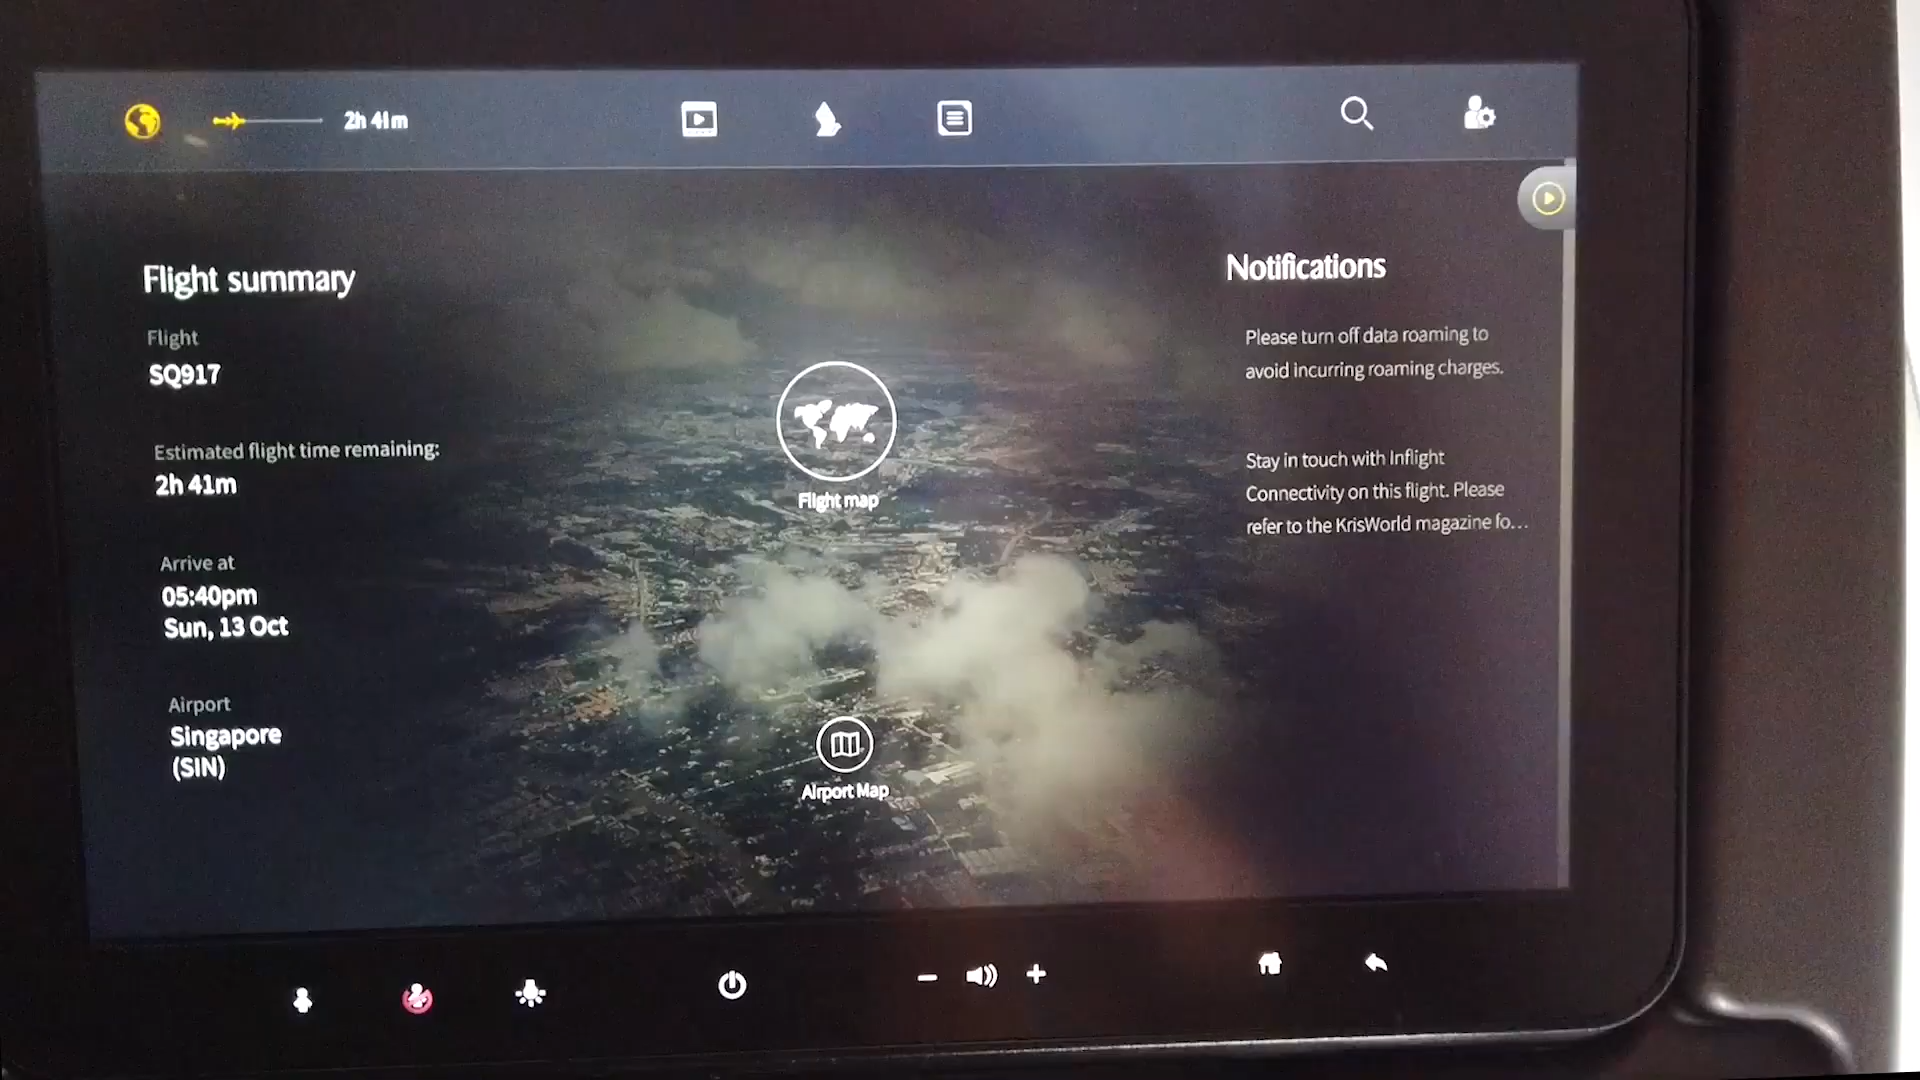 2h 41m
Flight summary
Flight
SQ917
Estimated flight time remaining:
2h 41m
Arrive at
05:40pm
Sun, 13 Oct
Airport
Singapore
(SIN)
Flight map
Airport Map
Notifications
Please turn off data roaming to
avoid incurring roaming charges.
Stay in touch with Inflight
Connectivity on this flight. Please
refer to the KrisWorld magazine fo...